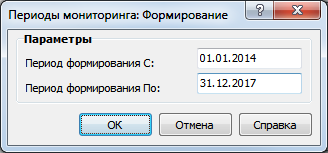 Периоды мониторинга: Формирование
Параметры
Период формирования С: 01.01.2014
Период формирования По: 31.12.2017
OK Отмена Справка